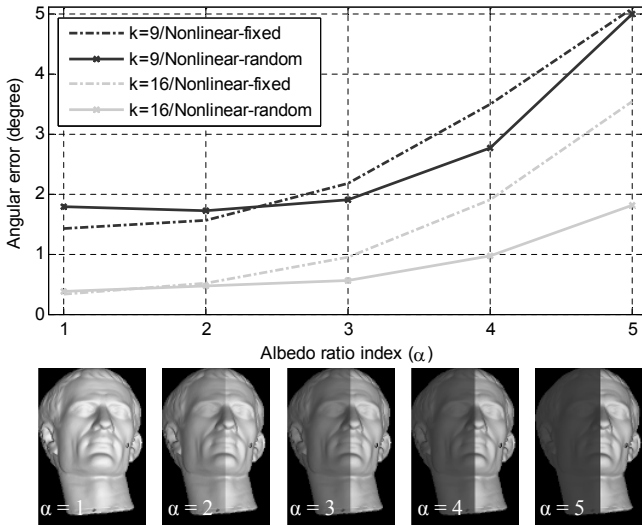 5
4
3
2
1
0
Angular error (degree)
k=9/Nonlinear-fixed
k=9/Nonlinear-random
k=16/Nonlinear-fixed
k=16/Nonlinear-random
1 2 3 4 5
Albedo ratio index (α)
α = 1 α = 2 α = 3 α = 4 α = 5